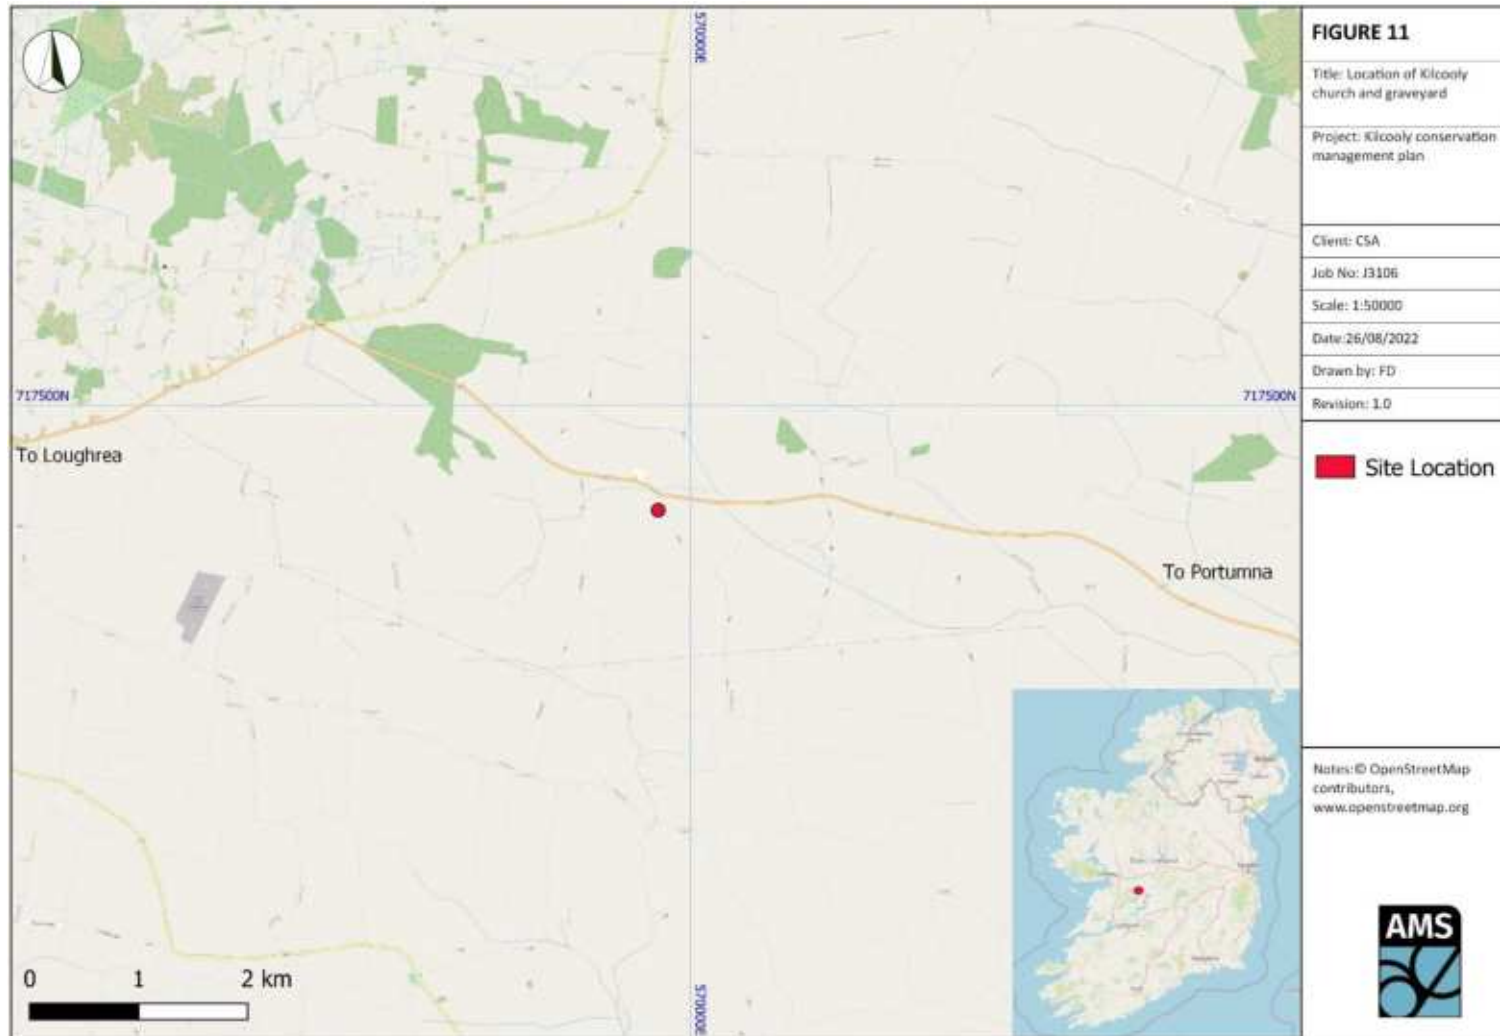 570000E
717500N
717500N
To Loughrea
To Portumna
0 1 2 km
570000E
FIGURE 11
Title: Location of Kilcooly
church and graveyard
Project: Kilcooly conservation
management plan
Client: CSA
Job No: J3106
Scale: 1:50000
Date:26/08/2022
Drawn by: FD
Revision: 1.0
Site Location
Notes:© OpenStreetMap
contributors,
www.openstreetmap.org
AMS